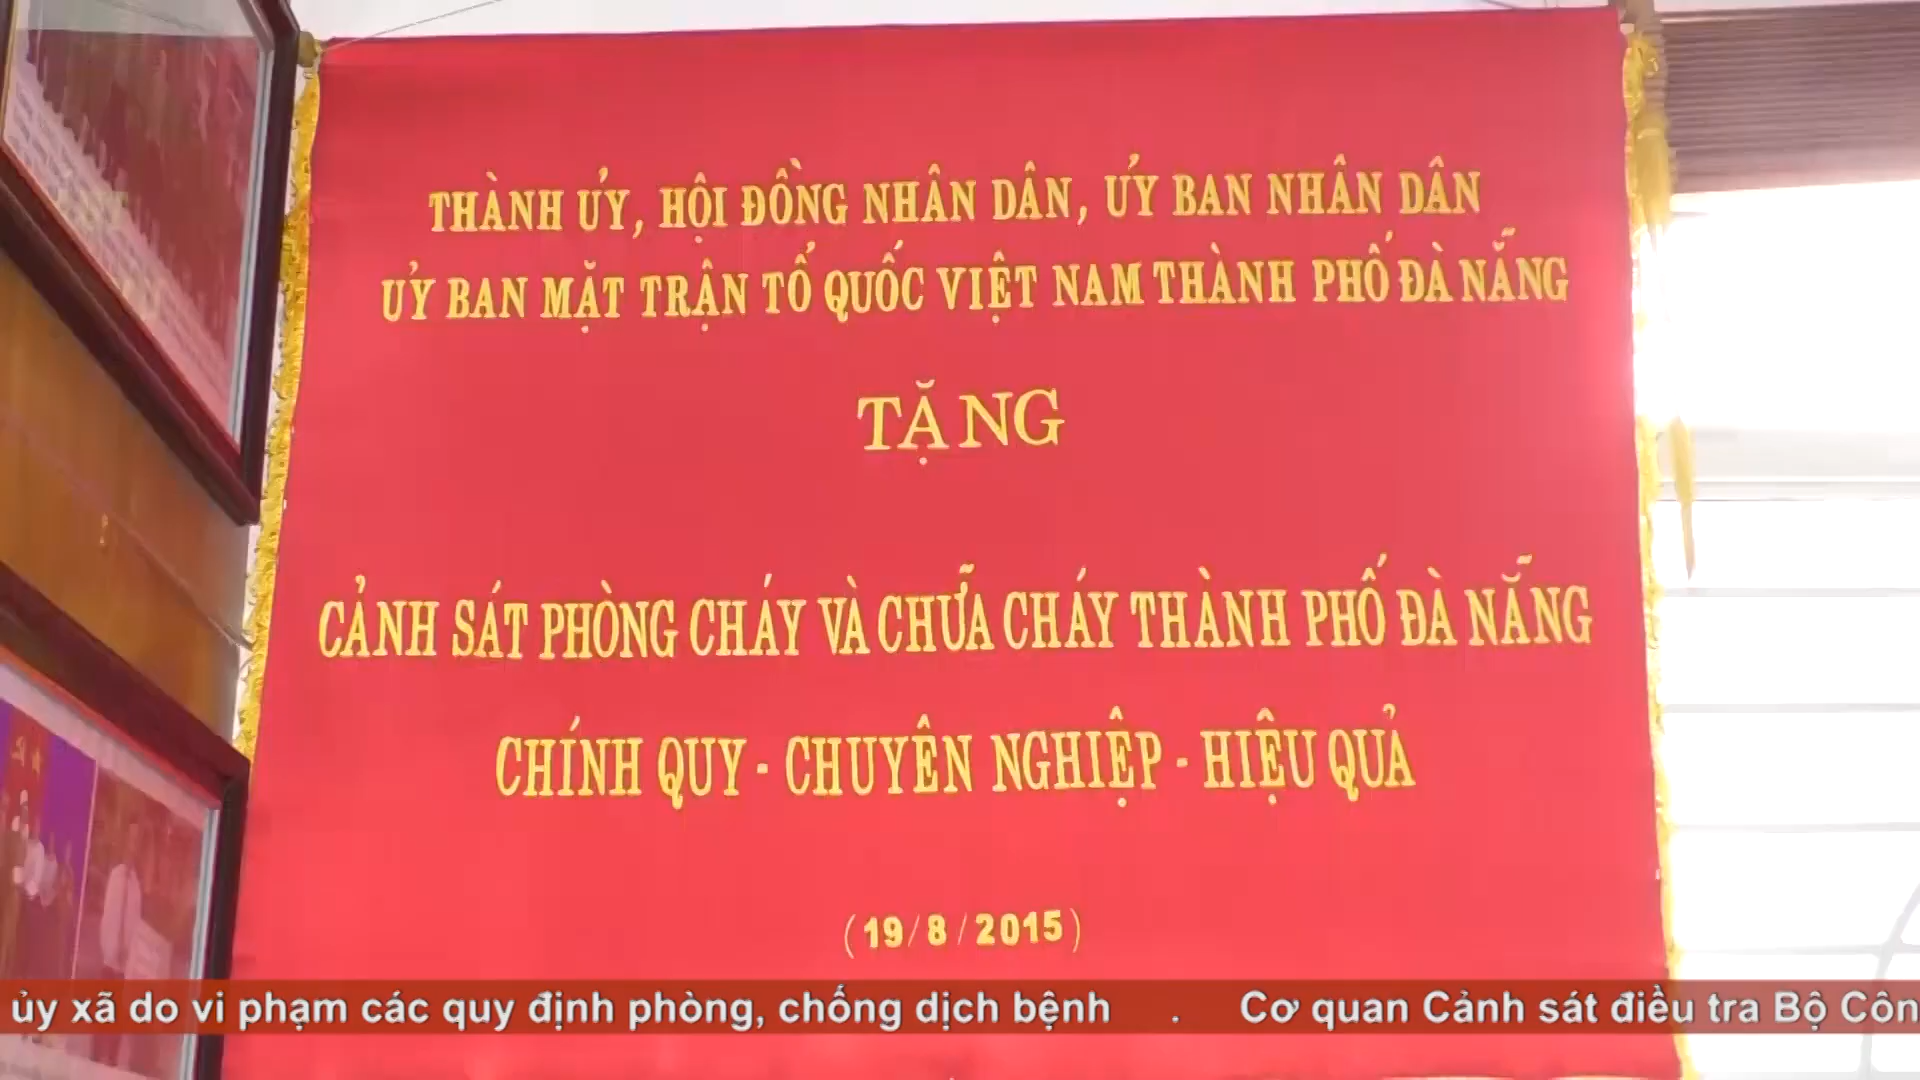 THÀNH ỦY, HỘI ĐỒNG NHÂN DÂN, ỦY BAN NHÂN DÂN
ỦY BAN MẶT TRẬN TỔ QUỐC VIỆT NAM THÀNH PHỐ ĐÀ NẴNG
TẶNG
CẢNH SÁT PHÒNG CHÁY VÀ CHỮA CHÁY THÀNH PHỐ ĐÀ NẴNG
CHÍNH QUY - CHUYÊN NGHIỆP - HIỆU QUẢ
(19/8/2015)
ủy xã do vi phạm các quy định phòng, chống dịch bệnh . Cơ quan Cảnh sát điều tra Bộ Côn